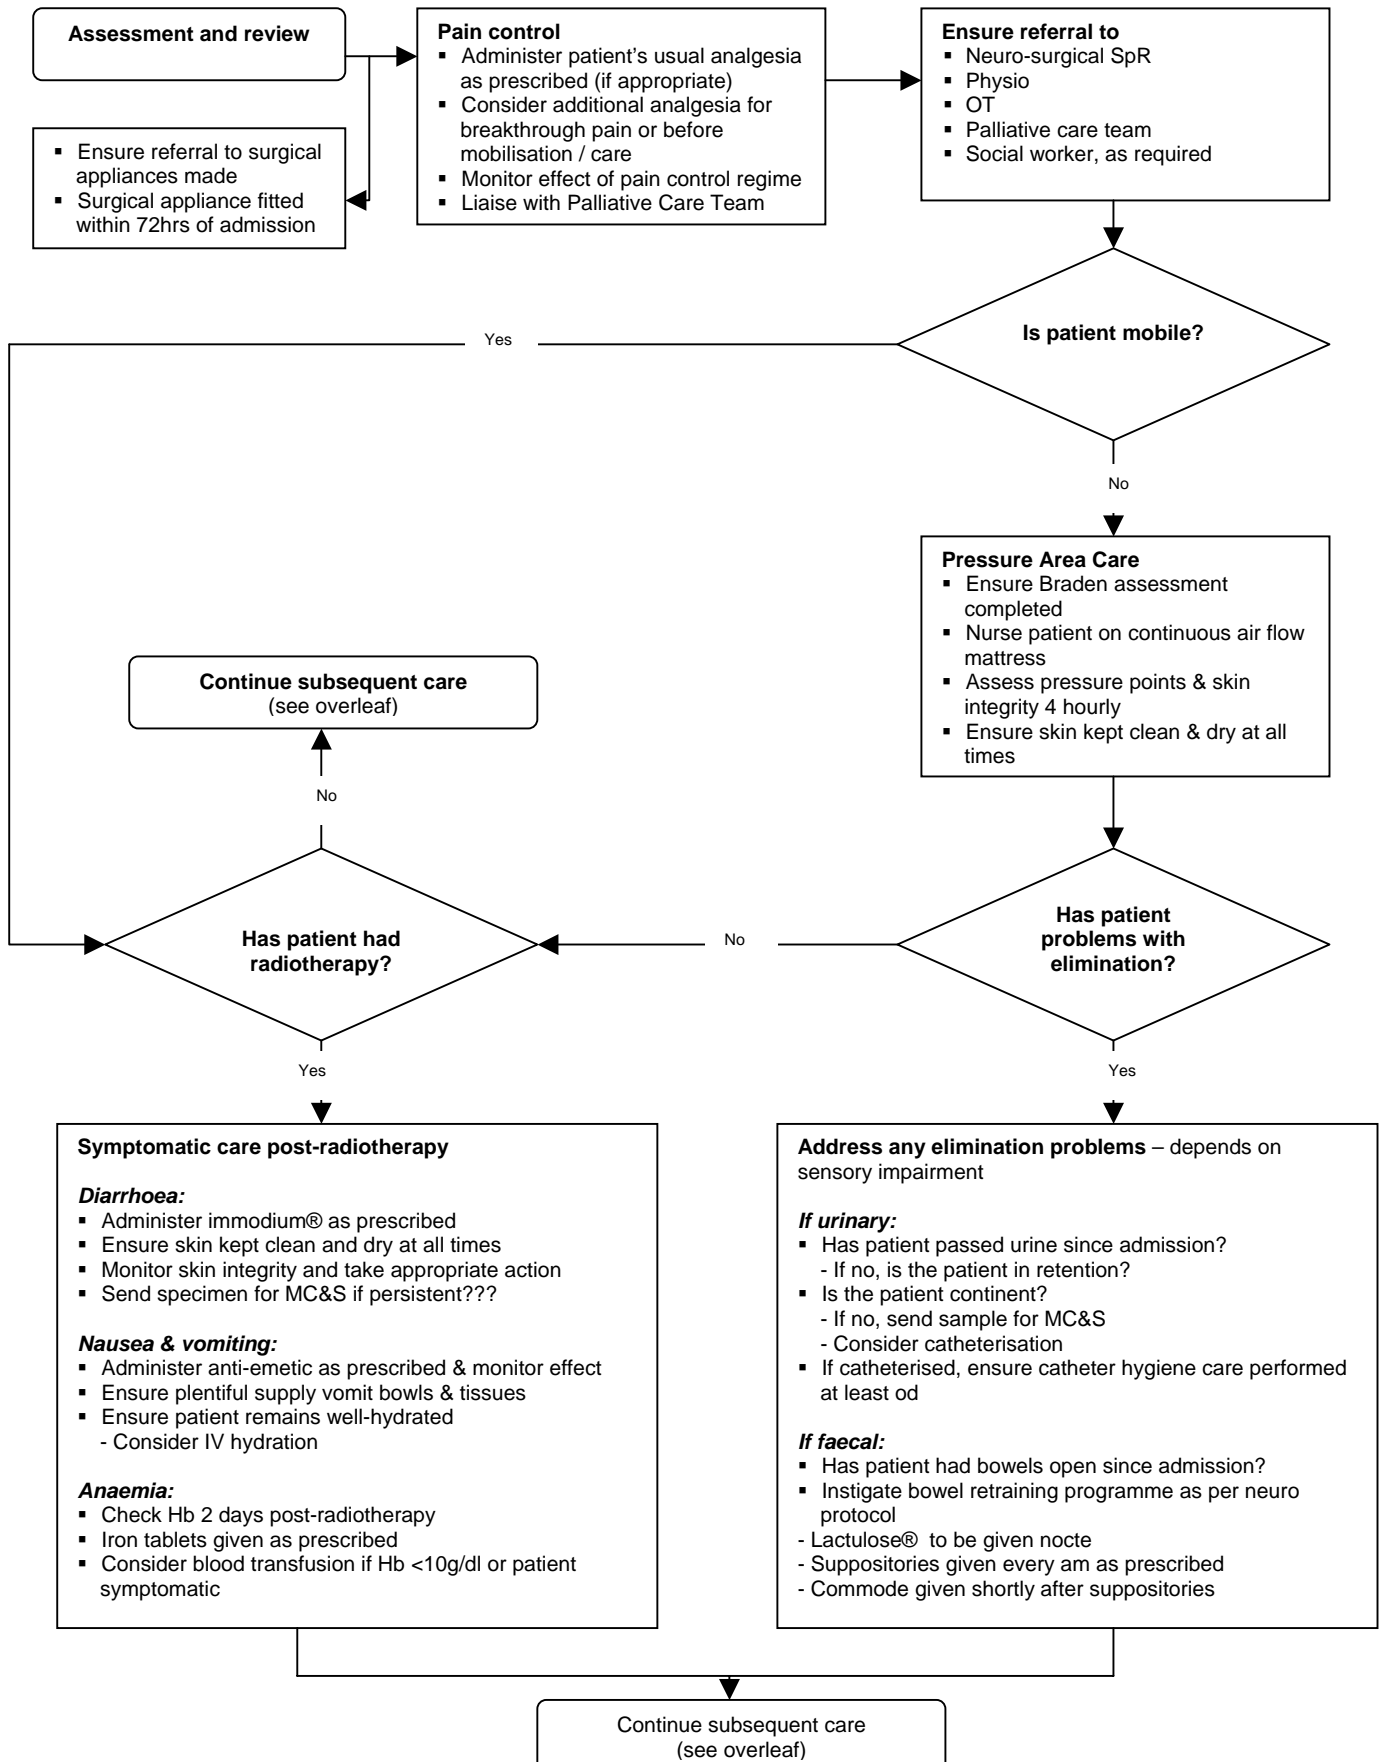 Assessment and review
▪ Ensure referral to surgical
appliances made
▪ Surgical appliance fitted
within 72hrs of admission
Pain control
▪ Administer patient's usual analgesia
as prescribed (if appropriate)
▪ Consider additional analgesia for
breakthrough pain or before
mobilisation / care
▪ Monitor effect of pain control regime
▪ Liaise with Palliative Care Team
Ensure referral to
▪ Neuro-surgical SpR
▪ Physio
▪ OT
▪ Palliative care team
▪ Social worker, as required
Is patient mobile?
Yes
No
Pressure Area Care
▪ Ensure Braden assessment
completed
▪ Nurse patient on continuous air flow
mattress
▪ Assess pressure points & skin
integrity 4 hourly
▪ Ensure skin kept clean & dry at all
times
Continue subsequent care
(see overleaf)
No
Has patient had
radiotherapy?
No
Has patient
problems with
elimination?
Yes
Yes
Symptomatic care post-radiotherapy
Diarrhoea:
▪ Administer immodium® as prescribed
▪ Ensure skin kept clean and dry at all times
▪ Monitor skin integrity and take appropriate action
▪ Send specimen for MC&S if persistent???
Nausea & vomiting:
▪ Administer anti-emetic as prescribed & monitor effect
▪ Ensure plentiful supply vomit bowls & tissues
▪ Ensure patient remains well-hydrated
- Consider IV hydration
Anaemia:
▪ Check Hb 2 days post-radiotherapy
▪ Iron tablets given as prescribed
▪ Consider blood transfusion if Hb <10g/dl or patient
symptomatic
Address any elimination problems – depends on
sensory impairment
If urinary:
▪ Has patient passed urine since admission?
- If no, is the patient in retention?
▪ Is the patient continent?
- If no, send sample for MC&S
- Consider catheterisation
▪ If catheterised, ensure catheter hygiene care performed
at least od
If faecal:
▪ Has patient had bowels open since admission?
▪ Instigate bowel retraining programme as per neuro
protocol
- Lactulose® to be given nocte
- Suppositories given every am as prescribed
- Commode given shortly after suppositories
Continue subsequent care
(see overleaf)